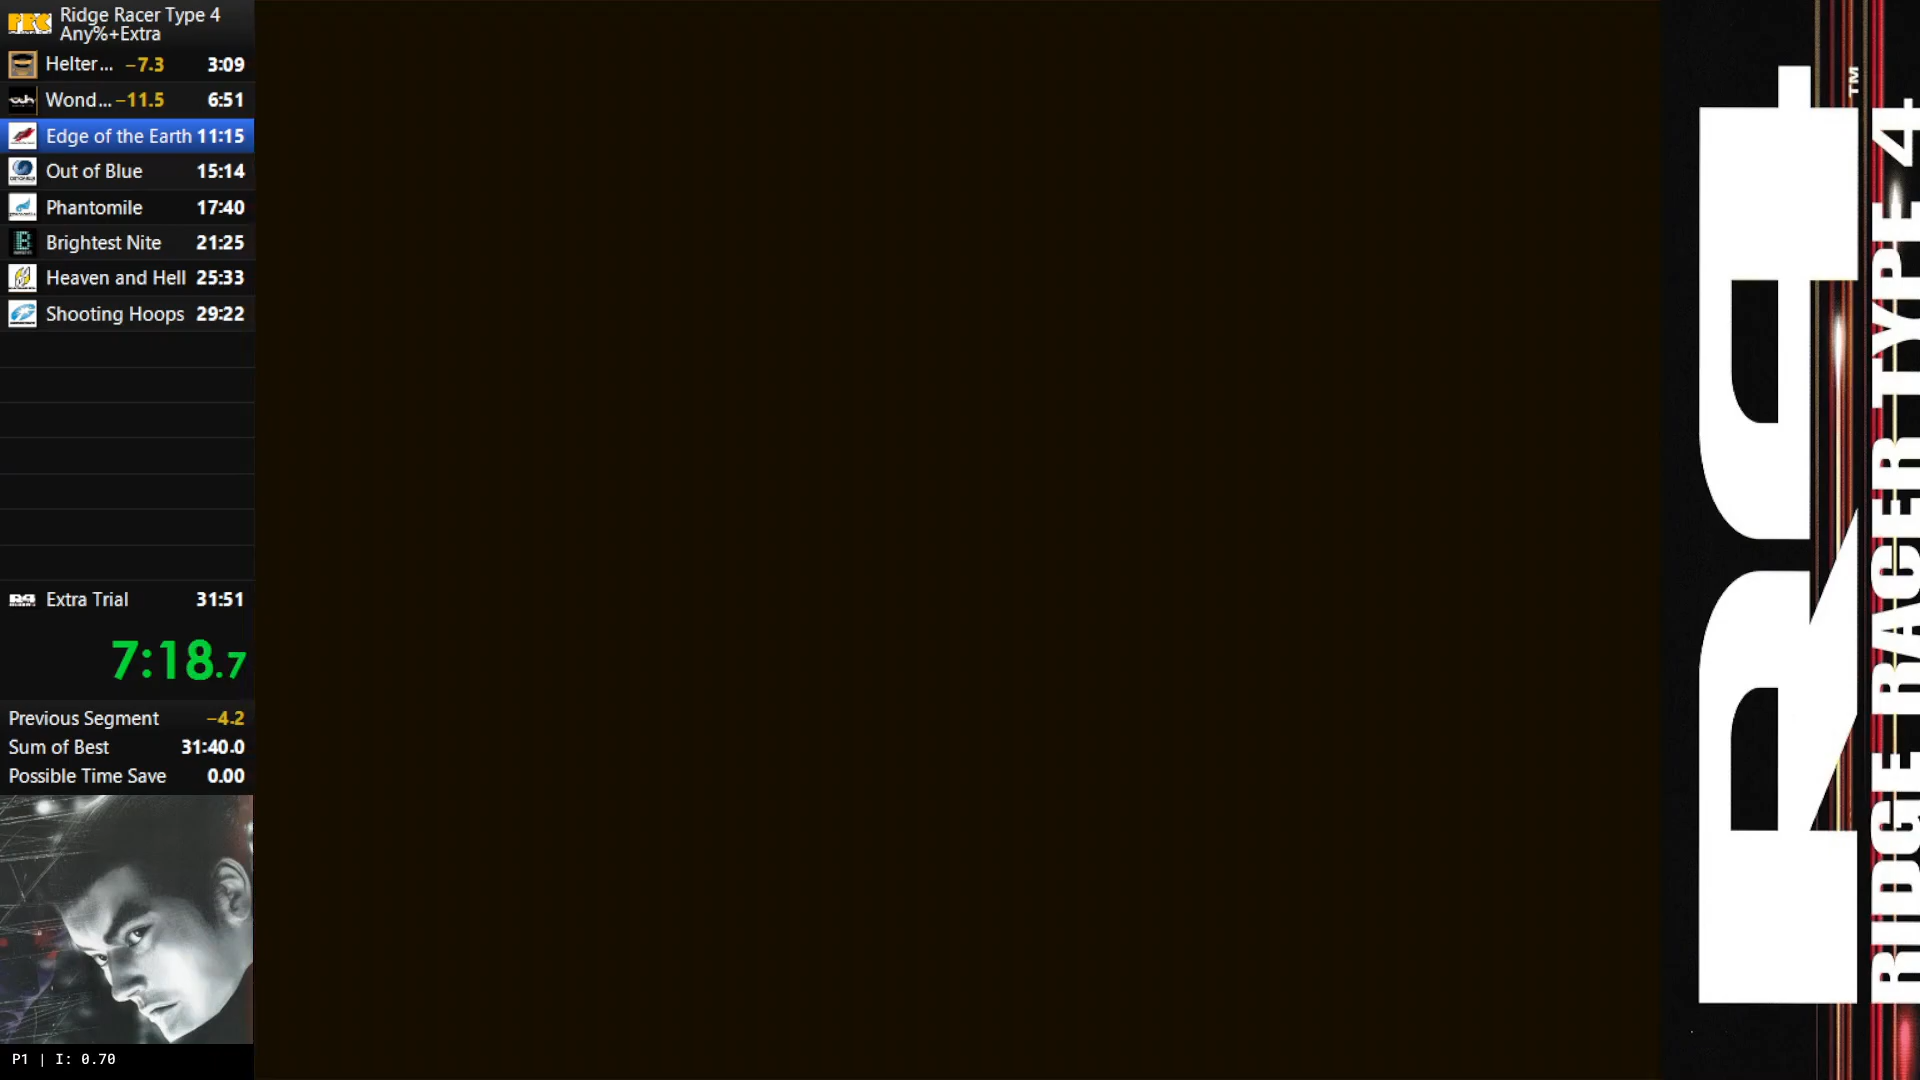 Ridge Racer Type 4
Any%+Extra
Helter... −7.3 3:09
Wond... −11.5 6:51
Edge of the Earth 11:15
Out of Blue 15:14
Phantomile 17:40
Brightest Nite 21:25
Heaven and Hell 25:33
Shooting Hoops 29:22
Extra Trial 31:51
7:18.7
Previous Segment −4.2
Sum of Best 31:40.0
Possible Time Save 0.00
P1 | I: 0.70
R4 TM
RIDGE RACER TYPE 4